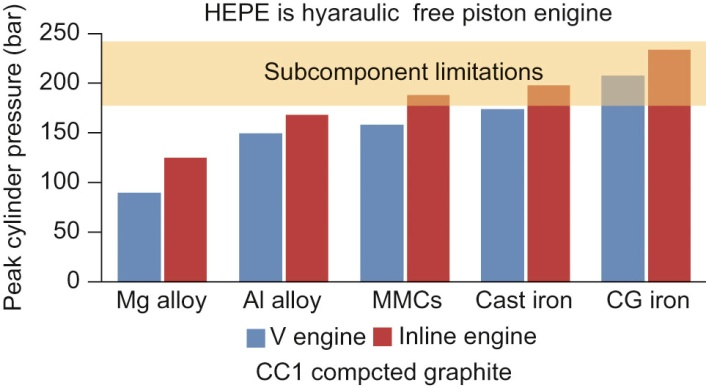 HEPE is hyaraulic free piston enigine
Peak cylinder pressure (bar)
250
200
150
100
50
0
Subcomponent limitations
Mg alloy
Al alloy
MMCs
Cast iron
CG iron
V engine
Inline engine
CC1 compcted graphite